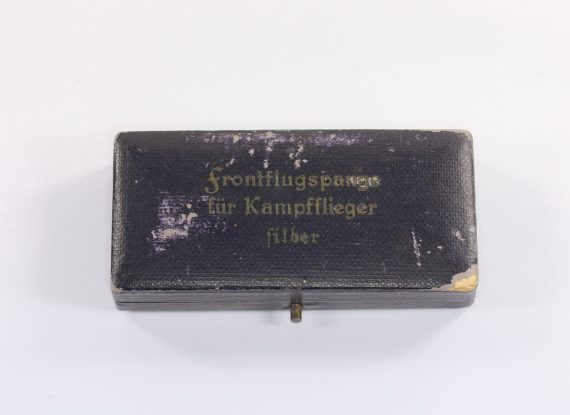 Frontflugspange
für Kampfflieger
ſilber